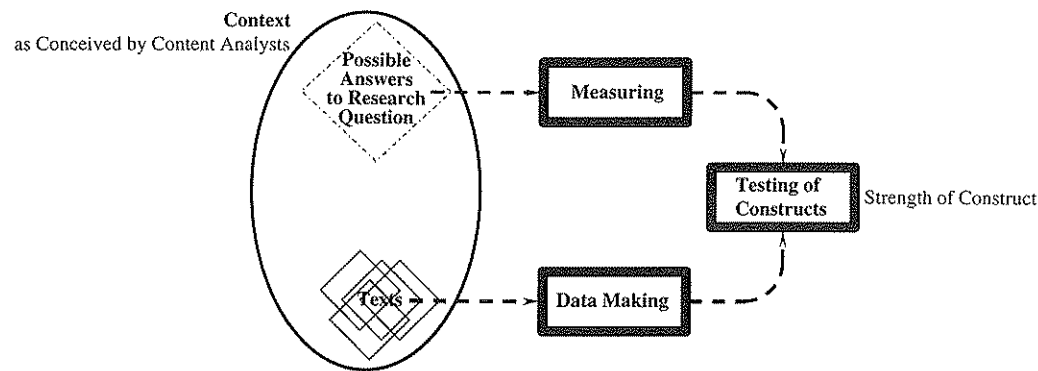 Context
as Conceived by Content Analysts
Possible
Answers
to Research
Question
Measuring
Testing of
Constructs
Strength of Construct
Texts
Data Making